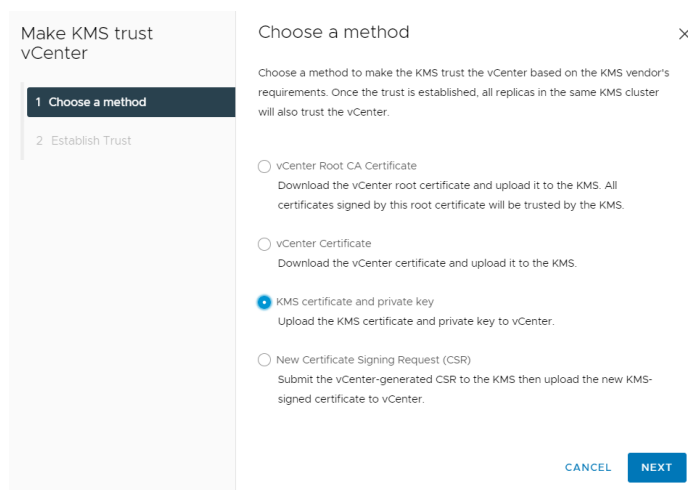 Make KMS trust
vCenter
1 Choose a method
2 Establish Trust
Choose a method
Choose a method to make the KMS trust the vCenter based on the KMS vendor's
requirements. Once the trust is established, all replicas in the same KMS cluster
will also trust the vCenter.
vCenter Root CA Certificate
Download the vCenter root certificate and upload it to the KMS. All
certificates signed by this root certificate will be trusted by the KMS.
vCenter Certificate
Download the vCenter certificate and upload it to the KMS.
KMS certificate and private key
Upload the KMS certificate and private key to vCenter.
New Certificate Signing Request (CSR)
Submit the vCenter-generated CSR to the KMS then upload the new KMS-
signed certificate to vCenter.
CANCEL NEXT